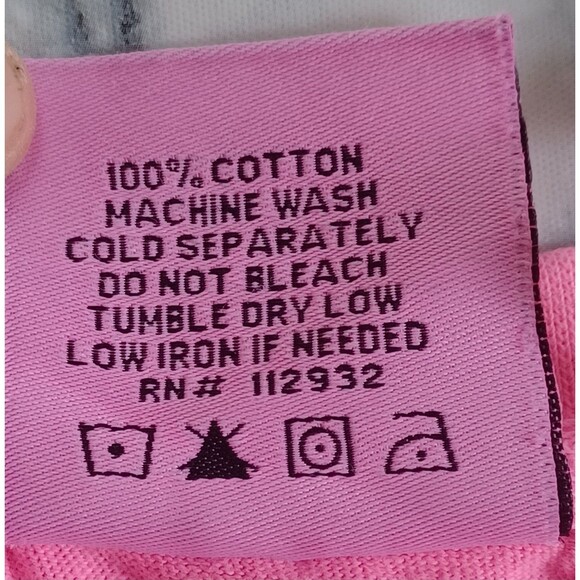 100% COTTON
MACHINE WASH
COLD SEPARATELY
DO NOT BLEACH
TUMBLE DRY LOW
LOW IRON IF NEEDED
RN# 112932